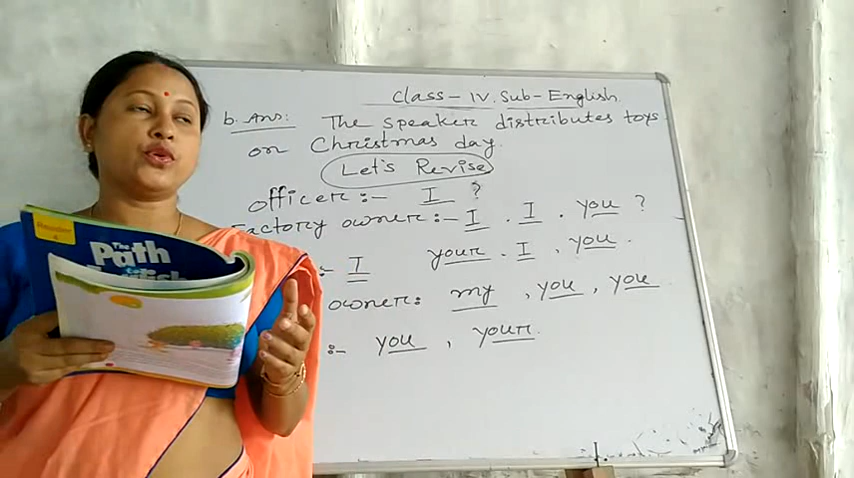 Class - IV. Sub - English.
b. Ans: The speaker distributes toys
on Christmas day.
Let's Revise
officer :- I ?
Factory owner :- I . I . you ?
:- I your . I , you .
owner : my , you , you
:- you , your .
Reader
The
Path